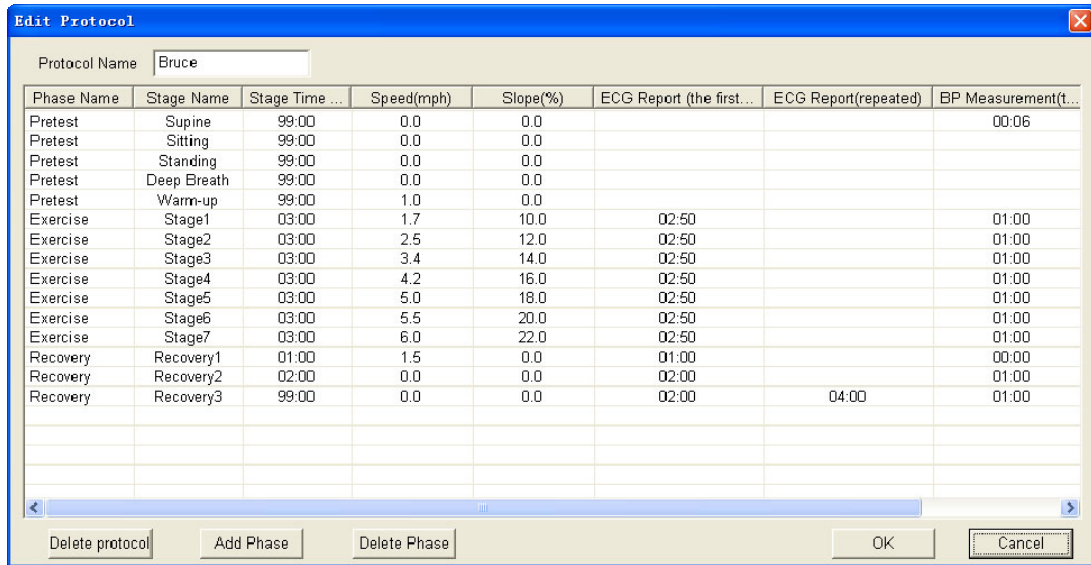 Edit Protocol
Protocol Name Bruce
Phase Name Stage Name Stage Time ... Speed(mph) Slope(%) ECG Report (the first... ECG Report(repeated) BP Measurement(t...
Pretest Supine 99:00 0.0 0.0 00:06
Pretest Sitting 99:00 0.0 0.0
Pretest Standing 99:00 0.0 0.0
Pretest Deep Breath 99:00 0.0 0.0
Pretest Warm-up 99:00 1.0 0.0
Exercise Stage1 03:00 1.7 10.0 02:50 01:00
Exercise Stage2 03:00 2.5 12.0 02:50 01:00
Exercise Stage3 03:00 3.4 14.0 02:50 01:00
Exercise Stage4 03:00 4.2 16.0 02:50 01:00
Exercise Stage5 03:00 5.0 18.0 02:50 01:00
Exercise Stage6 03:00 5.5 20.0 02:50 01:00
Exercise Stage7 03:00 6.0 22.0 02:50 01:00
Recovery Recovery1 01:00 1.5 0.0 01:00 00:00
Recovery Recovery2 02:00 0.0 0.0 02:00 01:00
Recovery Recovery3 99:00 0.0 0.0 02:00 04:00 01:00
Delete protocol Add Phase Delete Phase OK Cancel